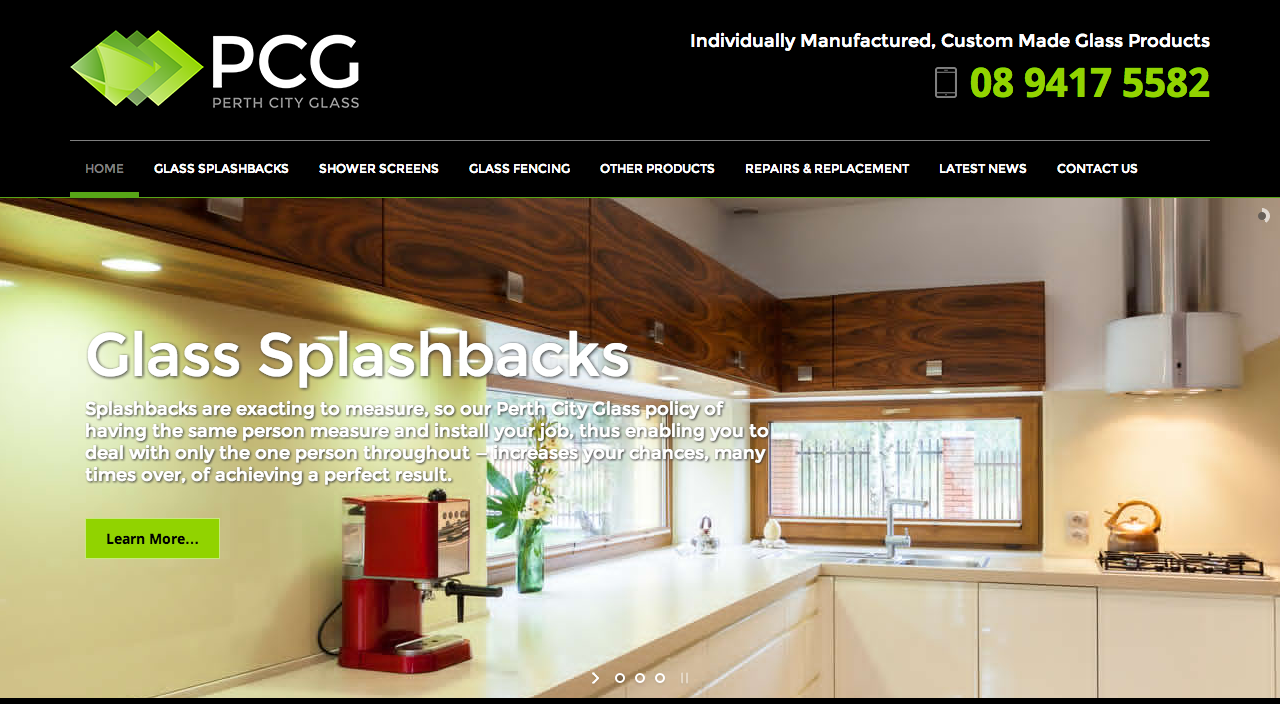 PCG
PERTH CITY GLASS
Individually Manufactured, Custom Made Glass Products
08 9417 5582
HOME
GLASS SPLASHBACKS
SHOWER SCREENS
GLASS FENCING
OTHER PRODUCTS
REPAIRS & REPLACEMENT
LATEST NEWS
CONTACT US
Glass Splashbacks
Splashbacks are exacting to measure, so our Perth City Glass policy of
having the same person measure and install your job, thus enabling you to
deal with only the one person throughout – increases your chances, many
times over, of achieving a perfect result.
Learn More...